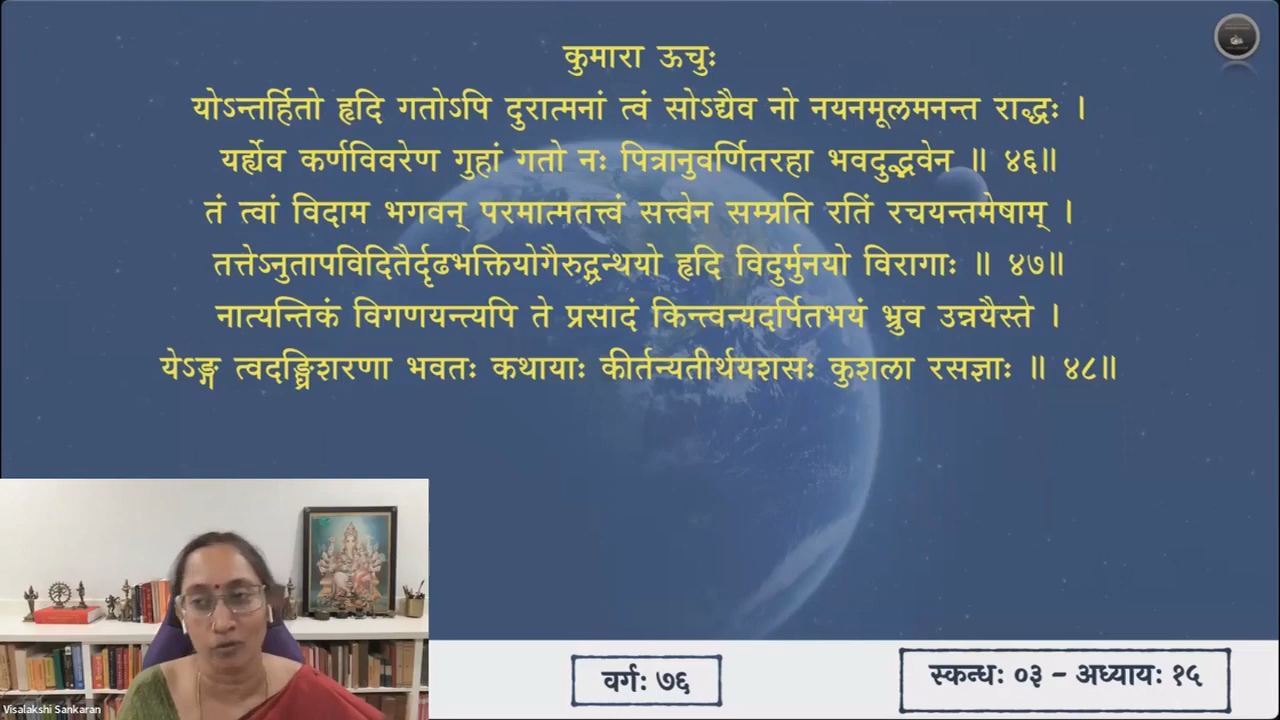 कुमारा ऊचुः
योऽन्तर्हितो हृदि गतोऽपि दुरात्मनां त्वं सोऽद्यैव नो नयनमूलमनन्त राद्धः ।
यर्ह्येव कर्णविवरेण गुहां गतो नः पित्रानुवर्णितरहा भवदुद्भवेन ॥ ४६॥
तं त्वां विदाम भगवन् परमात्मतत्त्वं सत्त्वेन सम्प्रति रतिं रचयन्तमेषाम् ।
तत्तेऽनुतापविदितैर्दृढभक्तियोगैरुद्ग्रन्थयो हृदि विदुर्मुनयो विरागाः ॥ ४७॥
नात्यन्तिकं विगणयन्त्यपि ते प्रसादं किन्त्वन्यदर्पितभयं भ्रुव उन्नयैस्ते ।
येऽङ्ग त्वदङ्घ्रिशरणा भवतः कथायाः कीर्तन्यतीर्थयशसः कुशला रसज्ञाः ॥ ४८॥
वर्गः ७६
स्कन्धः ०३ - अध्यायः १५
Visalakshi Sankaran